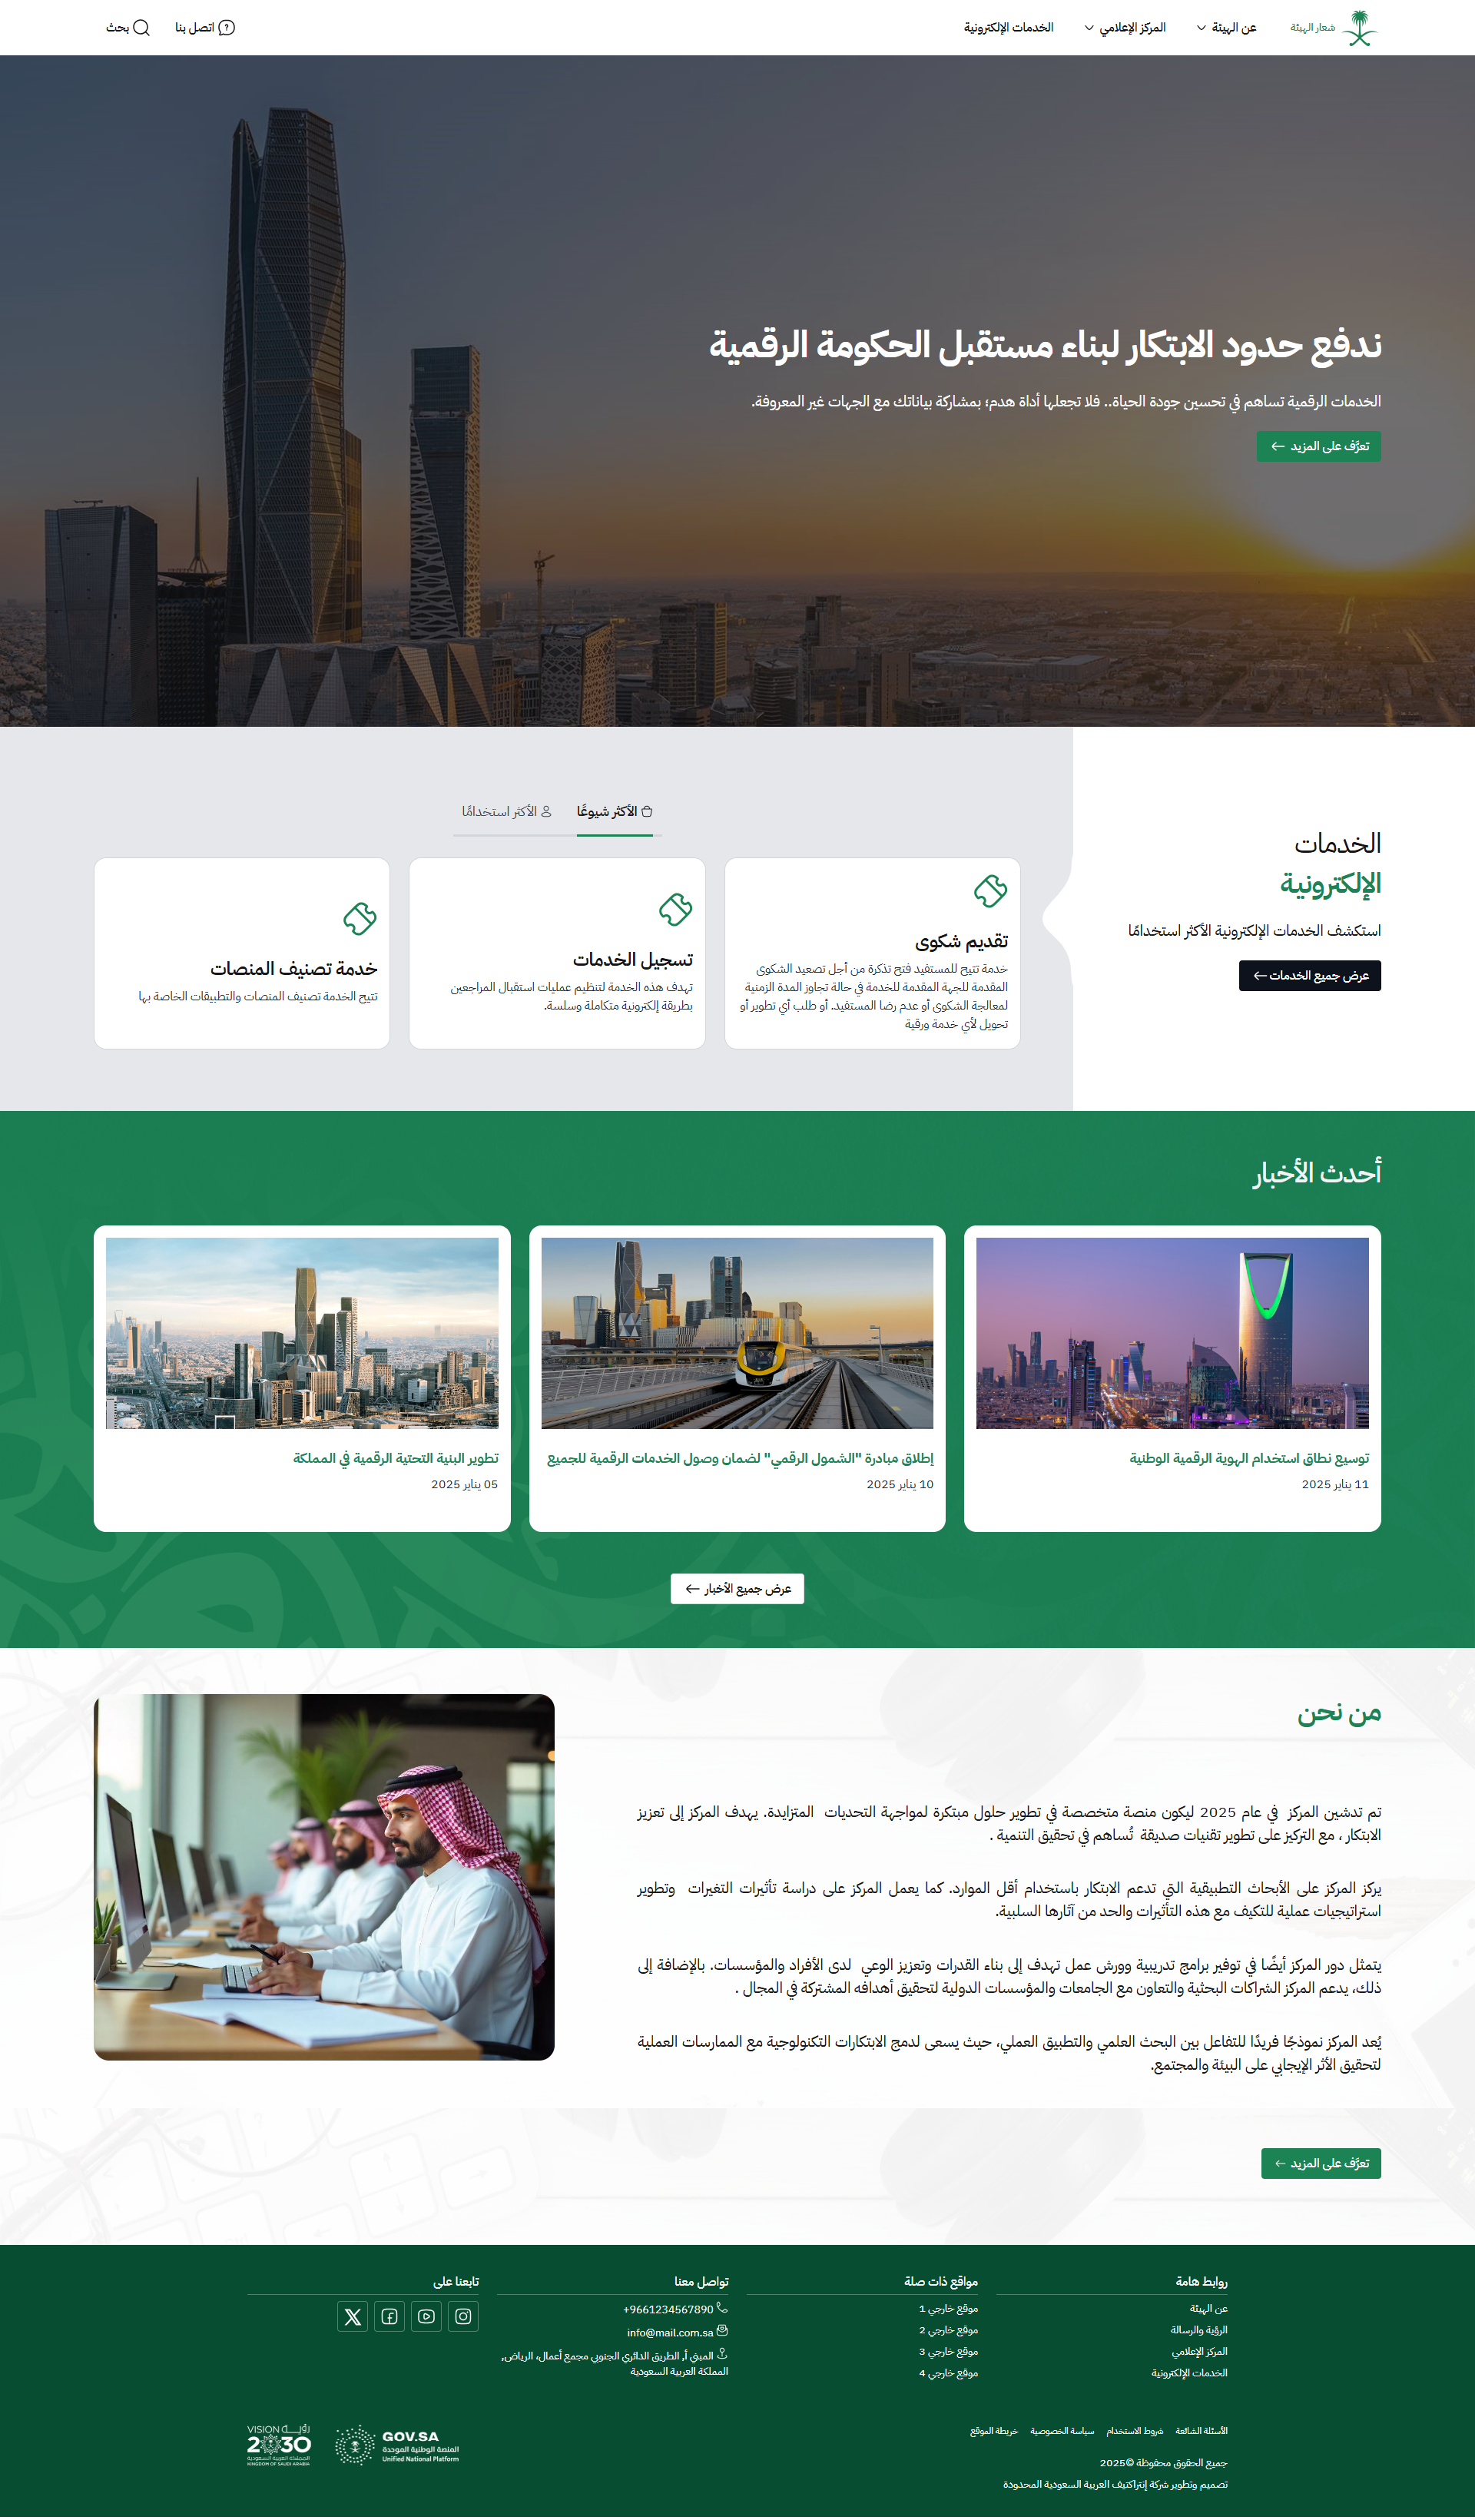 شعار الهيئة
عن الهيئة
المركز الإعلامي
الخدمات الإلكترونية
اتصل بنا
بحث
ندفع حدود الابتكار لبناء مستقبل الحكومة الرقمية
الخدمات الرقمية تساهم في تحسين جودة الحياة.. فلا تجعلها أداة هدم؛ بمشاركة بياناتك مع الجهات غير المعروفة.
تعرَّف على المزيد
الخدمات
الإلكترونية
استكشف الخدمات الإلكترونية الأكثر استخدامًا
عرض جميع الخدمات
الأكثر شيوعًا
الأكثر استخدامًا
تقديم شكوى
خدمة تتيح للمستفيد فتح تذكرة من أجل تصعيد الشكوى
المقدمة للجهة المقدمة للخدمة في حالة تجاوز المدة الزمنية
لمعالجة الشكوى أو عدم رضا المستفيد. أو طلب أي تطوير أو
تحويل لأي خدمة ورقية
تسجيل الخدمات
تهدف هذه الخدمة لتنظيم عمليات استقبال المراجعين
بطريقة إلكترونية متكاملة وسلسة.
خدمة تصنيف المنصات
تتيح الخدمة تصنيف المنصات والتطبيقات الخاصة بها
أحدث الأخبار
توسيع نطاق استخدام الهوية الرقمية الوطنية
11 يناير 2025
إطلاق مبادرة "الشمول الرقمي" لضمان وصول الخدمات الرقمية للجميع
10 يناير 2025
تطوير البنية التحتية الرقمية في المملكة
05 يناير 2025
عرض جميع الأخبار
من نحن
تم تدشين المركز في عام 2025 ليكون منصة متخصصة في تطوير حلول مبتكرة لمواجهة التحديات المتزايدة. يهدف المركز إلى تعزيز
الابتكار ، مع التركيز على تطوير تقنيات صديقة تُساهم في تحقيق التنمية .
يركز المركز على الأبحاث التطبيقية التي تدعم الابتكار باستخدام أقل الموارد. كما يعمل المركز على دراسة تأثيرات التغيرات وتطوير
استراتيجيات عملية للتكيف مع هذه التأثيرات والحد من آثارها السلبية.
يتمثل دور المركز أيضًا في توفير برامج تدريبية وورش عمل تهدف إلى بناء القدرات وتعزيز الوعي لدى الأفراد والمؤسسات. بالإضافة إلى
ذلك، يدعم المركز الشراكات البحثية والتعاون مع الجامعات والمؤسسات الدولية لتحقيق أهدافه المشتركة في المجال .
يُعد المركز نموذجًا فريدًا للتفاعل بين البحث العلمي والتطبيق العملي، حيث يسعى لدمج الابتكارات التكنولوجية مع الممارسات العملية
لتحقيق الأثر الإيجابي على البيئة والمجتمع.
تعرَّف على المزيد
روابط هامة
عن الهيئة
الرؤية والرسالة
المركز الإعلامي
الخدمات الإلكترونية
مواقع ذات صلة
موقع خارجي 1
موقع خارجي 2
موقع خارجي 3
موقع خارجي 4
تواصل معنا
+9661234567890
info@mail.com.sa
المبنى أ, الطريق الدائري الجنوبي مجمع أعمال، الرياض,
المملكة العربية السعودية
تابعنا على
الأسئلة الشائعة
شروط الاستخدام
سياسة الخصوصية
خريطة الموقع
جميع الحقوق محفوظة ©2025
تصميم وتطوير شركة إنتراكتيف العربية السعودية المحدودة
GOV.SA
المنصة الوطنية الموحدة
Unified National Platform
VISION رؤيـــة
2030
المملكة العربية السعودية
KINGDOM OF SAUDI ARABIA